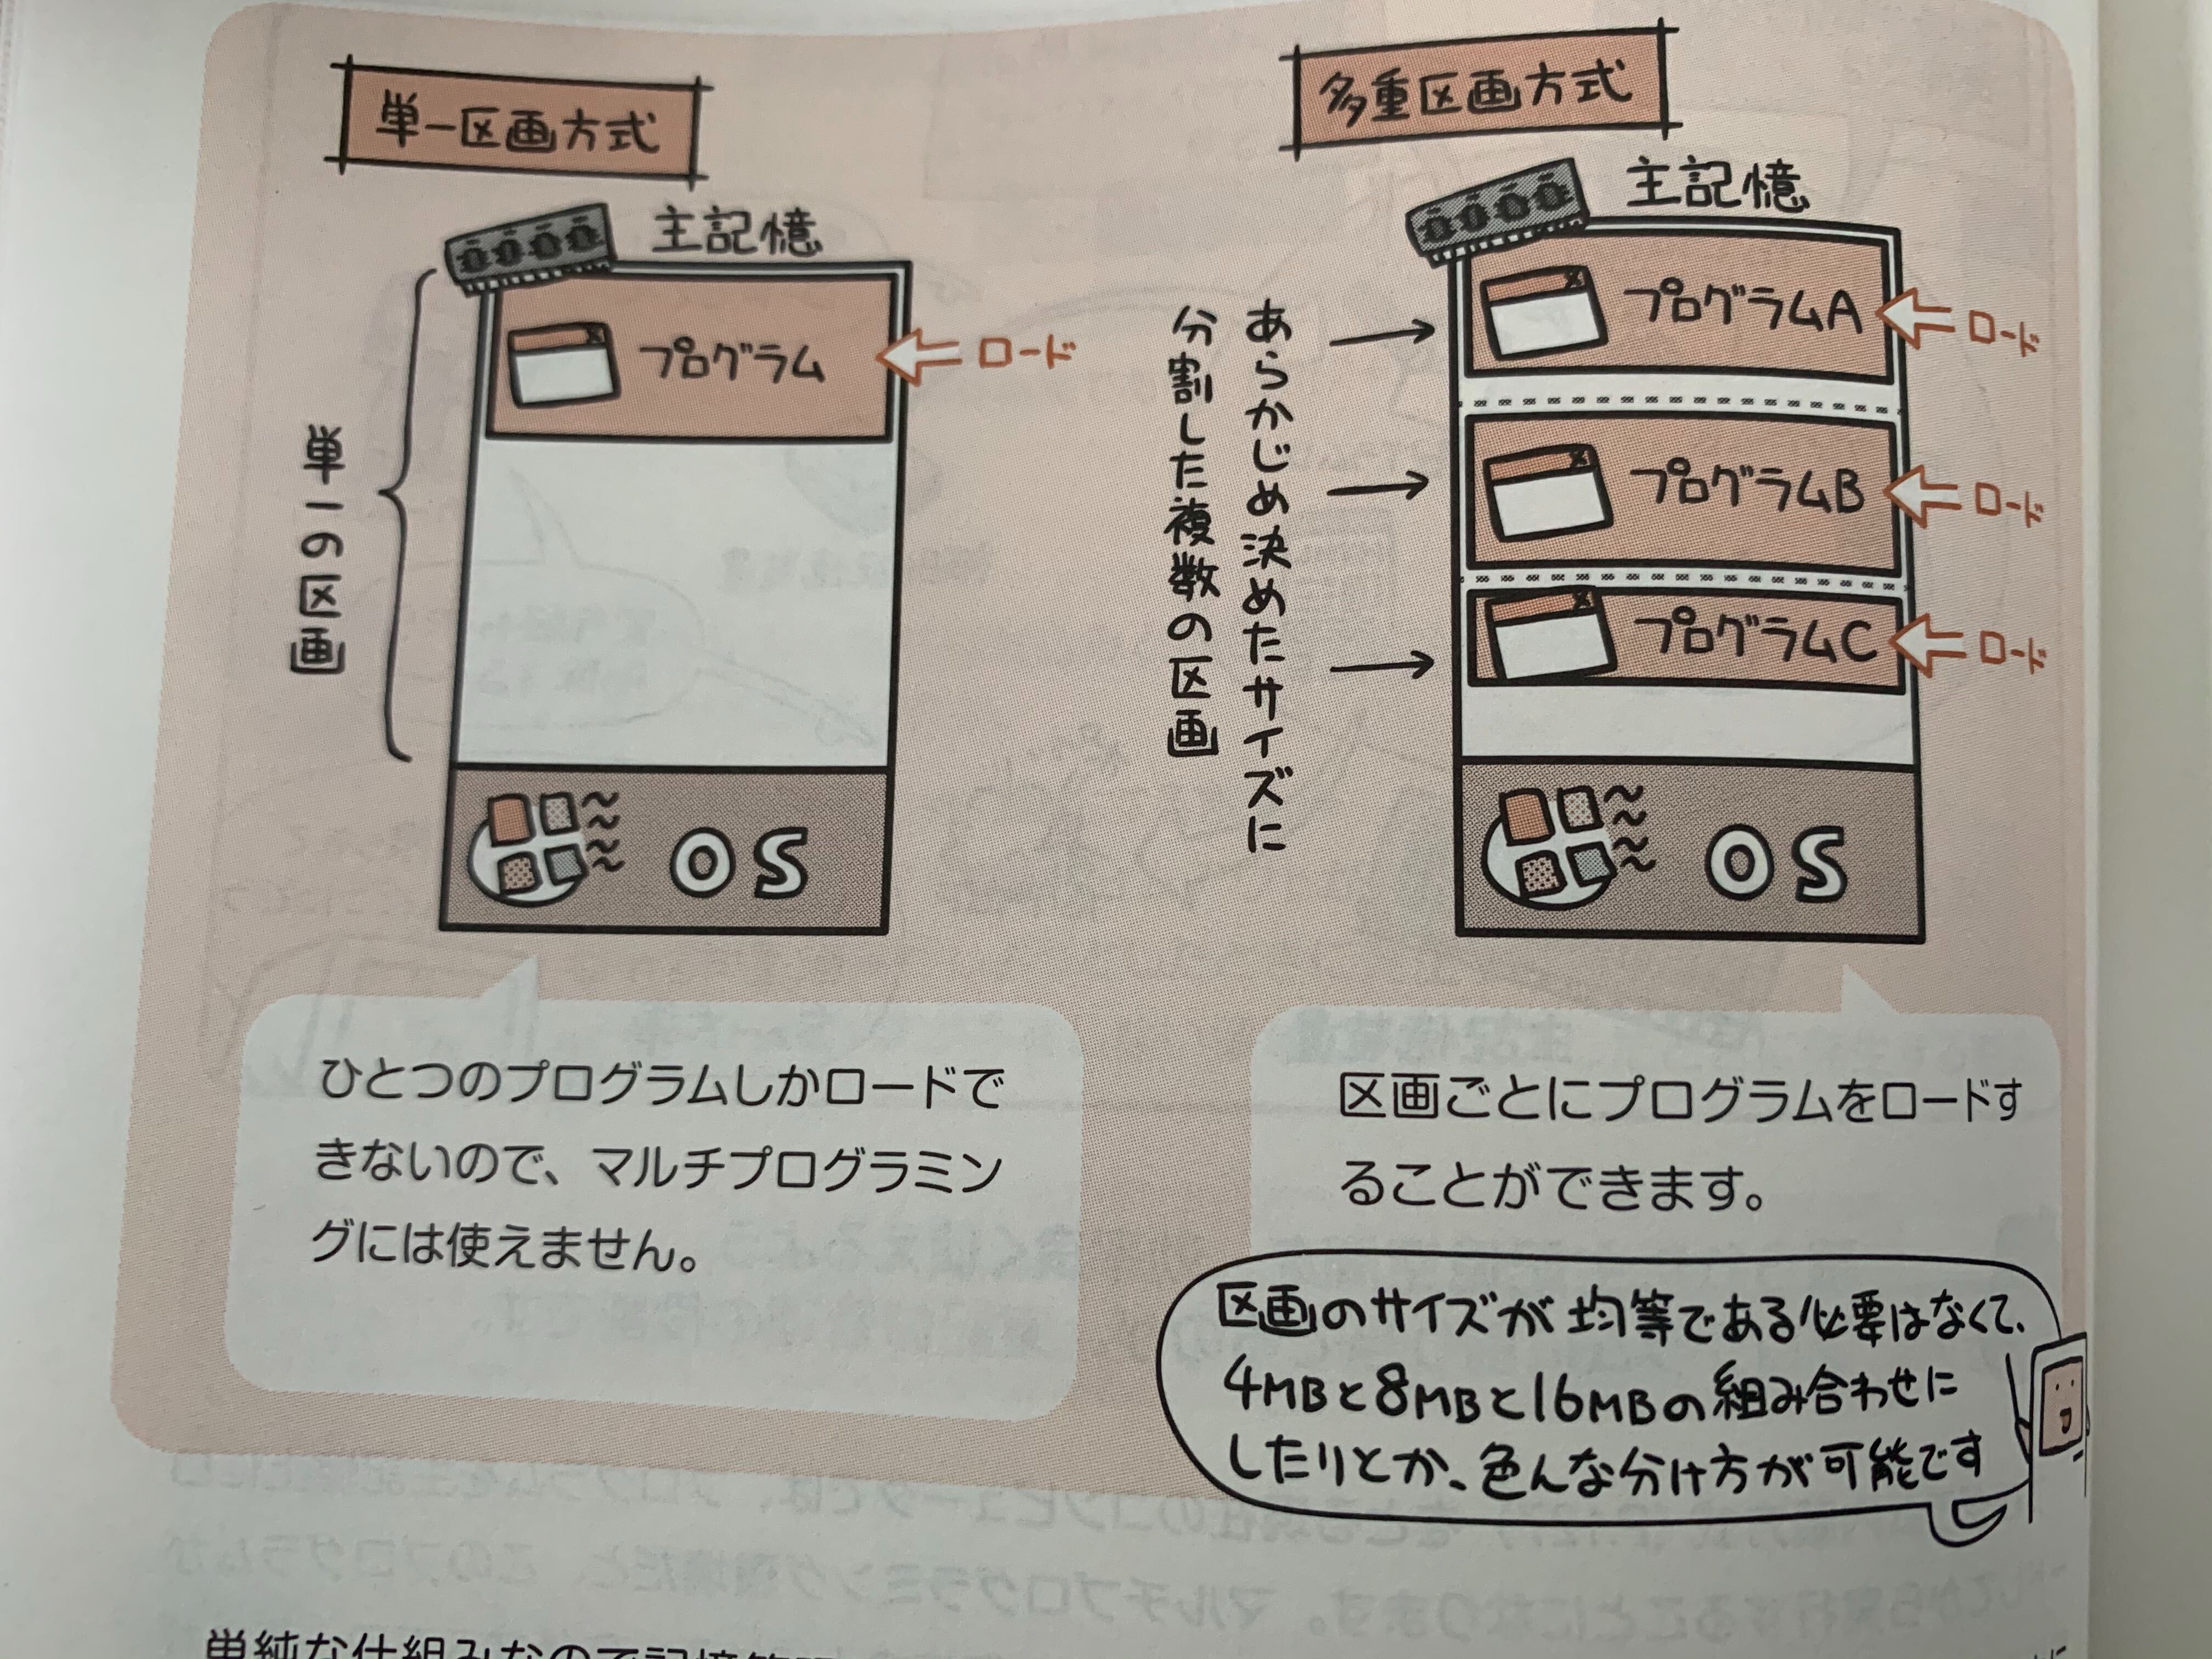 単一区画方式
主記憶
プログラム
ロード
単一の区画
OS
ひとつのプログラムしかロードで
きないので、マルチプログラミン
グには使えません。
多重区画方式
主記憶
あらかじめ決めたサイズに
分割した複数の区画
プログラムA
ロード
プログラムB
ロード
プログラムC
ロード
OS
区画ごとにプログラムをロードす
ることができます。
区画のサイズが均等である必要はなくて、
4MBと8MBと16MBの組み合わせに
したりとか、色んな分け方が可能です
単純な仕組みなので記憶管理